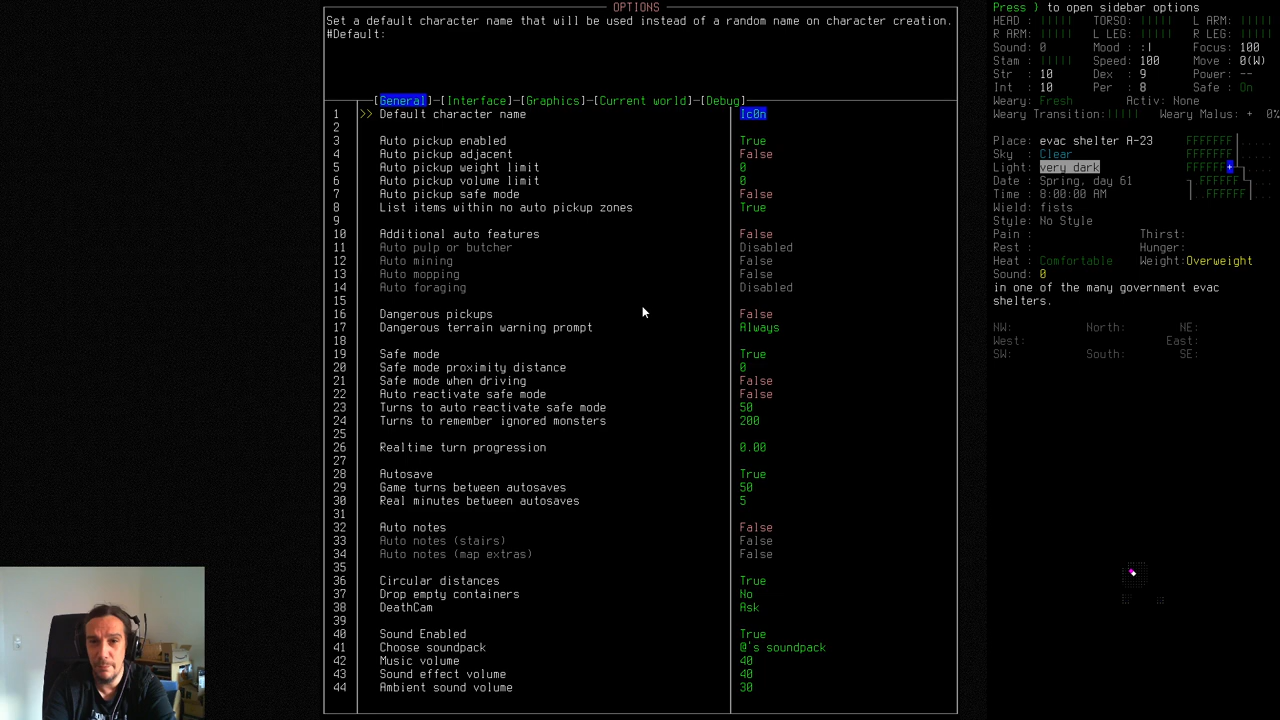 OPTIONS
Set a default character name that will be used instead of a random name on character creation.
#Default:
[General]—[Interface]—[Graphics]—[Current world]—[Debug]
1 >> Default character name Ic0n
2
3 Auto pickup enabled True
4 Auto pickup adjacent False
5 Auto pickup weight limit 0
6 Auto pickup volume limit 0
7 Auto pickup safe mode False
8 List items within no auto pickup zones True
9
10 Additional auto features False
11 Auto pulp or butcher Disabled
12 Auto mining False
13 Auto mopping False
14 Auto foraging Disabled
15
16 Dangerous pickups False
17 Dangerous terrain warning prompt Always
18
19 Safe mode True
20 Safe mode proximity distance 0
21 Safe mode when driving False
22 Auto reactivate safe mode False
23 Turns to auto reactivate safe mode 50
24 Turns to remember ignored monsters 200
25
26 Realtime turn progression 0.00
27
28 Autosave True
29 Game turns between autosaves 50
30 Real minutes between autosaves 5
31
32 Auto notes False
33 Auto notes (stairs) False
34 Auto notes (map extras) False
35
36 Circular distances True
37 Drop empty containers No
38 DeathCam Ask
39
40 Sound Enabled True
41 Choose soundpack @'s soundpack
42 Music volume 40
43 Sound effect volume 40
44 Ambient sound volume 30
Press ) to open sidebar options
HEAD : ||||| TORSO: ||||| L ARM: |||||
R ARM: ||||| L LEG: ||||| R LEG: |||||
Sound: 0 Mood : :| Focus: 100
Stam : ||||| Speed: 100 Move : 0(W)
Str : 10 Dex : 9 Power: --
Int : 10 Per : 8 Safe : On
Weary: Fresh Activ: None
Weary Transition:||||| Weary Malus: + 0%
Place: evac shelter A-23 FFFFFFF
Sky : Clear FFFFFFF
Light: very dark FFFFFF+
Date : Spring, day 61 FFFFFF
Time : 8:00:00 AM FFFFFF
Wield: fists
Style: No Style
Pain : Thirst:
Rest : Hunger:
Heat : Comfortable Weight:Overweight
Sound: 0
in one of the many government evac
shelters.
NW: North: NE:
West: East:
SW: South: SE: